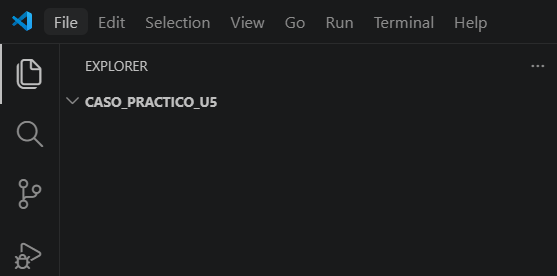 File Edit Selection View Go Run Terminal Help
EXPLORER
CASO_PRACTICO_U5